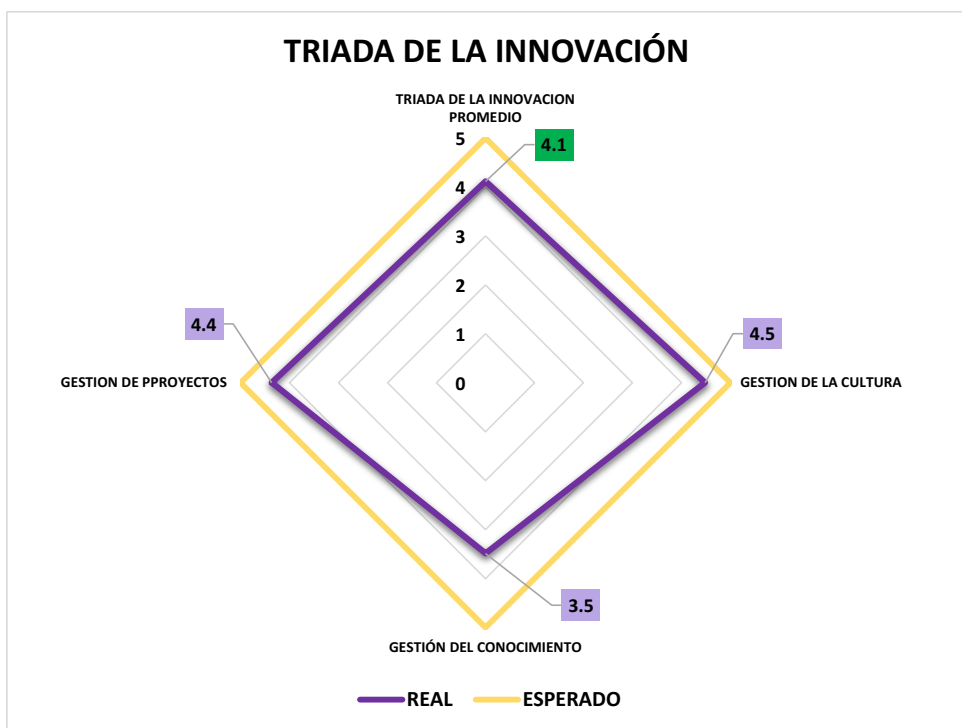 TRIADA DE LA INNOVACIÓN
TRIADA DE LA INNOVACION
PROMEDIO
5
4.1
4
3
2
4.4
4.5
1
GESTION DE PPROYECTOS
0
GESTION DE LA CULTURA
3.5
GESTIÓN DEL CONOCIMIENTO
REAL
ESPERADO